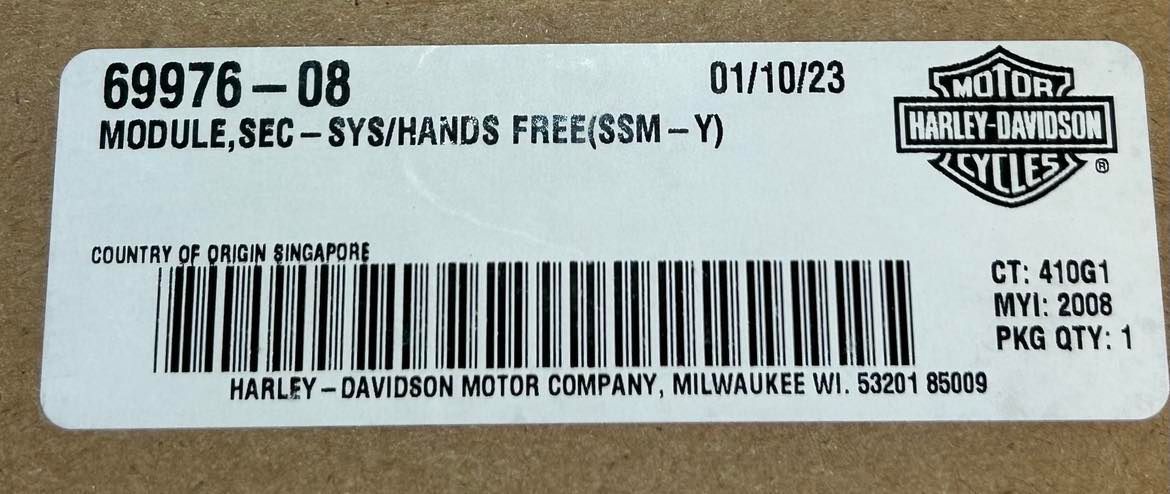 69976-08
01/10/23
MODULE,SEC-SYS/HANDS FREE(SSM-Y)
MOTOR
HARLEY-DAVIDSON
CYCLES
®
COUNTRY OF ORIGIN SINGAPORE
CT: 410G1
MYI: 2008
PKG QTY: 1
HARLEY-DAVIDSON MOTOR COMPANY, MILWAUKEE WI. 53201 85009